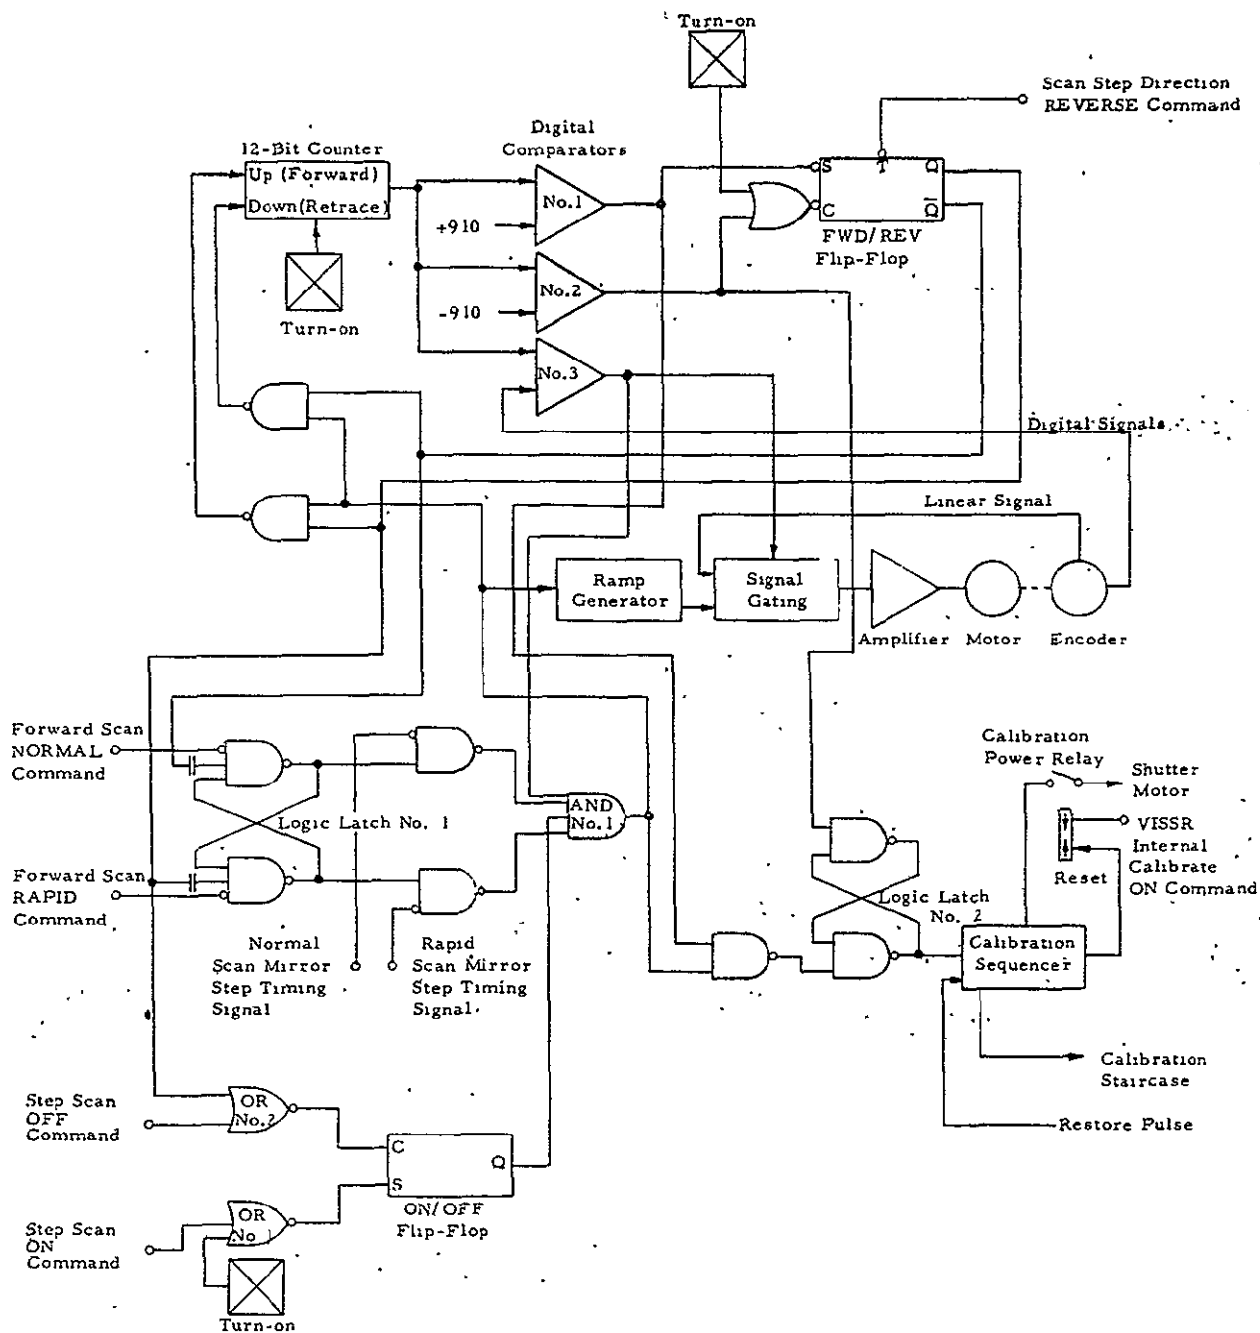 Turn-on
Scan Step Direction
REVERSE Command
Digital
Comparators
12-Bit Counter
Up (Forward)
Down(Retrace)
No.1
+910
S
Q
C
Q
FWD/REV
Flip-Flop
No.2
-910
Turn-on
No.3
Digital Signals
Linear Signal
Ramp
Generator
Signal
Gating
Amplifier
Motor
Encoder
Forward Scan
NORMAL
Command
Calibration
Power Relay
Shutter
Motor
AND
No.1
Logic Latch No. 1
VISSR
Internal
Calibrate
ON Command
Reset
Forward Scan
RAPID
Command
Logic Latch
No. 2
Normal
Scan Mirror
Step Timing
Signal
Rapid
Scan Mirror
Step Timing
Signal
Calibration
Sequencer
Calibration
Staircase
Restore Pulse
Step Scan
OFF
Command
OR
No.2
C
Q
S
ON/OFF
Flip-Flop
Step Scan
ON
Command
OR
No 1
Turn-on